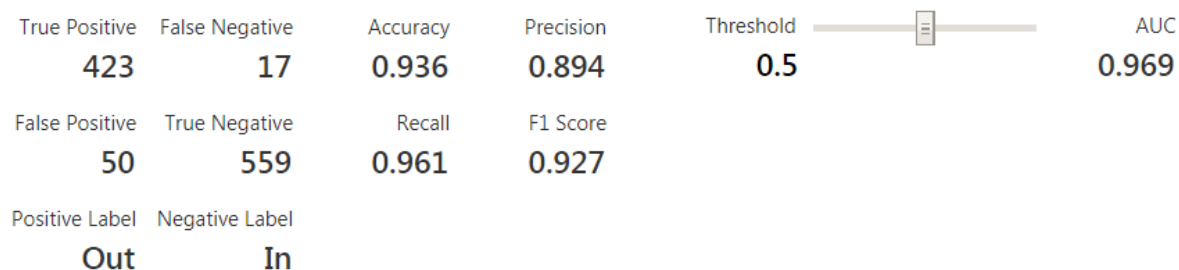 True Positive False Negative Accuracy Precision Threshold AUC
423 17 0.936 0.894 0.5 0.969
False Positive True Negative Recall F1 Score
50 559 0.961 0.927
Positive Label Negative Label
Out In